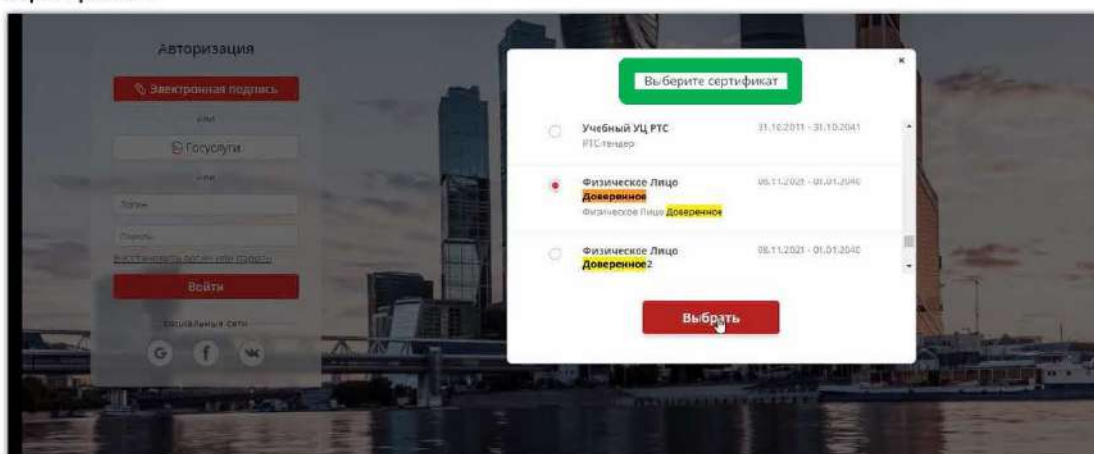 Авторизация
Электронная подпись
или
Госуслуги
или
Логин
Пароль
Восстановить логин или пароль
Войти
социальные сети
G f
Выберите сертификат
Учебный УЦ РТС 31.10.2011 - 31.10.2041
РТС-тендер
Физическое Лицо 08.11.2021 - 01.01.2040
Доверенное
Физическое Лицо Доверенное
Физическое Лицо 08.11.2021 - 01.01.2040
Доверенное2
Выбрать